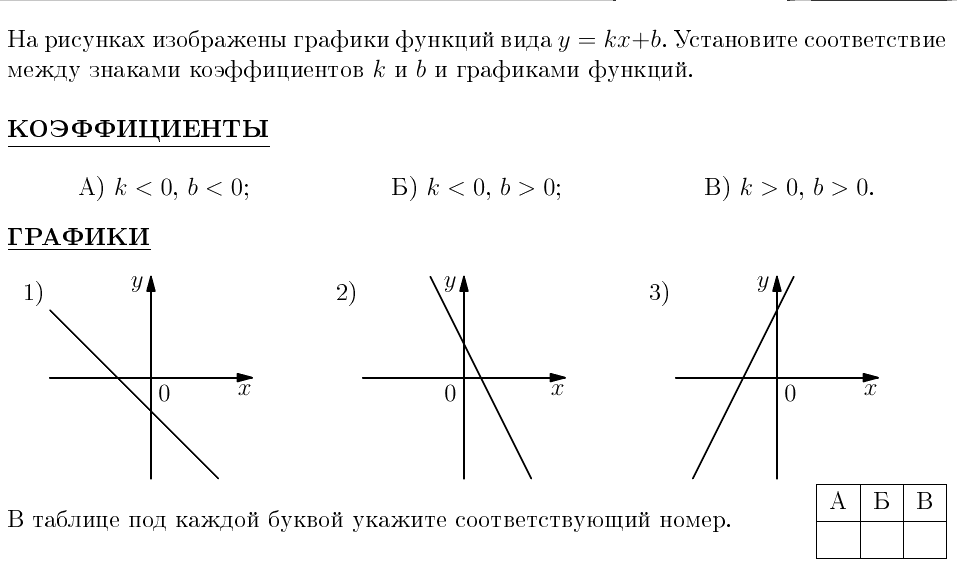 На рисунках изображены графики функций вида y = kx+b. Установите соответствие
между знаками коэффициентов k и b и графиками функций.
КОЭФФИЦИЕНТЫ
А) k < 0, b < 0; Б) k < 0, b > 0; В) k > 0, b > 0.
ГРАФИКИ
1) y 2) y 3) y
0 x 0 x 0 x
А Б В
В таблице под каждой буквой укажите соответствующий номер.